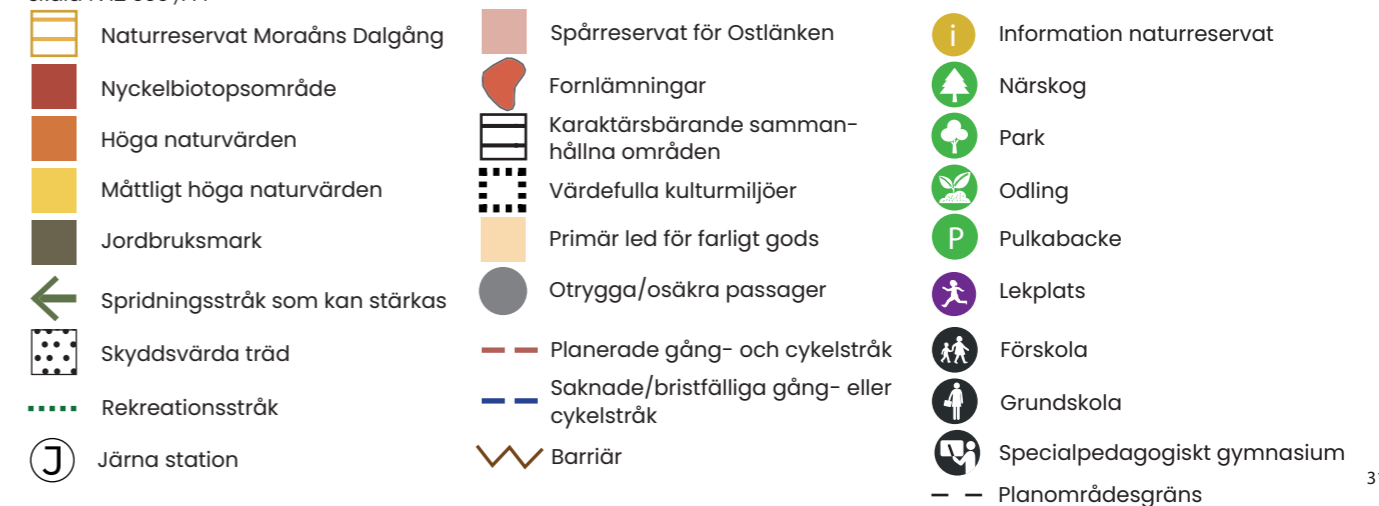 Naturreservat Moraåns Dalgång
Nyckelbiotopsområde
Höga naturvärden
Måttligt höga naturvärden
Jordbruksmark
Spridningsstråk som kan stärkas
Skyddsvärda träd
Rekreationsstråk
J Järna station
Spårreservat för Ostlänken
Fornlämningar
Karaktärsbärande samman-
hållna områden
Värdefulla kulturmiljöer
Primär led för farligt gods
Otrygga/osäkra passager
Planerade gång- och cykelstråk
Saknade/bristfälliga gång- eller
cykelstråk
Barriär
i Information naturreservat
Närskog
Park
Odling
P Pulkabacke
Lekplats
Förskola
Grundskola
Specialpedagogiskt gymnasium
Planområdesgräns